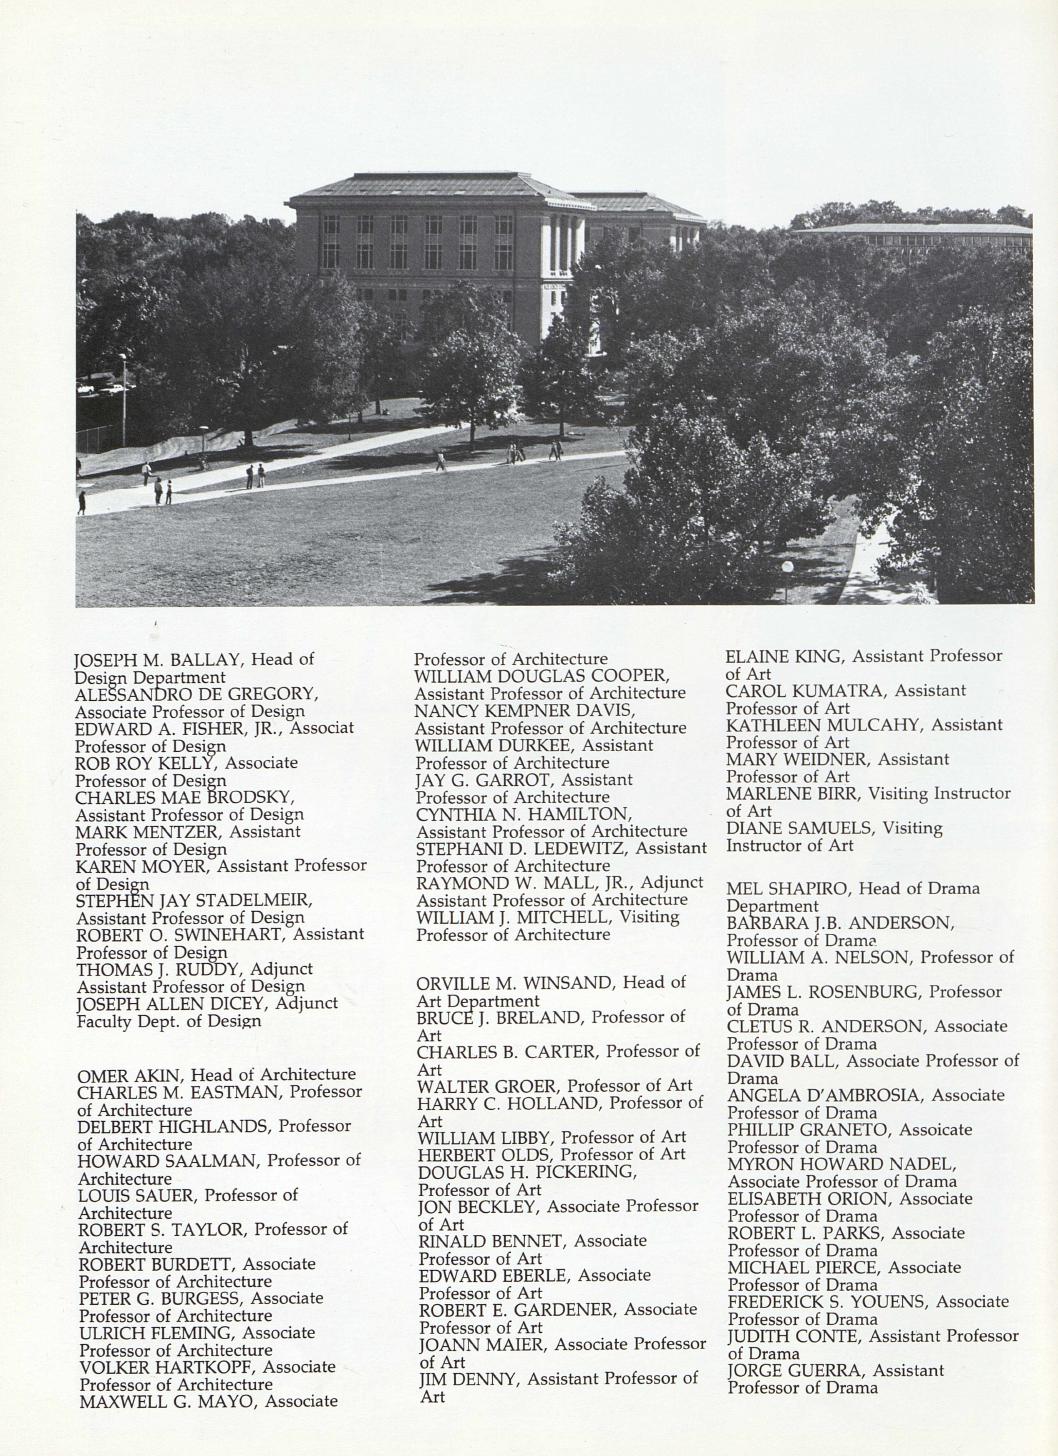 JOSEPH M. BALLAY, Head of
Design Department
ALESSANDRO DE GREGORY,
Associate Professor of Design
EDWARD A. FISHER, JR., Associat
Professor of Design
ROB ROY KELLY, Associate
Professor of Design
CHARLES MAE BRODSKY,
Assistant Professor of Design
MARK MENTZER, Assistant
Professor of Design
KAREN MOYER, Assistant Professor
of Design
STEPHEN JAY STADELMEIR,
Assistant Professor of Design
ROBERT O. SWINEHART, Assistant
Professor of Design
THOMAS J. RUDDY, Adjunct
Assistant Professor of Design
JOSEPH ALLEN DICEY, Adjunct
Faculty Dept. of Design
OMER AKIN, Head of Architecture
CHARLES M. EASTMAN, Professor
of Architecture
DELBERT HIGHLANDS, Professor
of Architecture
HOWARD SAALMAN, Professor of
Architecture
LOUIS SAUER, Professor of
Architecture
ROBERT S. TAYLOR, Professor of
Architecture
ROBERT BURDETT, Associate
Professor of Architecture
PETER G. BURGESS, Associate
Professor of Architecture
ULRICH FLEMING, Associate
Professor of Architecture
VOLKER HARTKOPF, Associate
Professor of Architecture
MAXWELL G. MAYO, Associate
Professor of Architecture
WILLIAM DOUGLAS COOPER,
Assistant Professor of Architecture
NANCY KEMPNER DAVIS,
Assistant Professor of Architecture
WILLIAM DURKEE, Assistant
Professor of Architecture
JAY G. GARROT, Assistant
Professor of Architecture
CYNTHIA N. HAMILTON,
Assistant Professor of Architecture
STEPHANI D. LEDEWITZ, Assistant
Professor of Architecture
RAYMOND W. MALL, JR., Adjunct
Assistant Professor of Architecture
WILLIAM J. MITCHELL, Visiting
Professor of Architecture
ORVILLE M. WINSAND, Head of
Art Department
BRUCE J. BRELAND, Professor of
Art
CHARLES B. CARTER, Professor of
Art
WALTER GROER, Professor of Art
HARRY C. HOLLAND, Professor of
Art
WILLIAM LIBBY, Professor of Art
HERBERT OLDS, Professor of Art
DOUGLAS H. PICKERING,
Professor of Art
JON BECKLEY, Associate Professor
of Art
RINALD BENNET, Associate
Professor of Art
EDWARD EBERLE, Associate
Professor of Art
ROBERT E. GARDENER, Associate
Professor of Art
JOANN MAIER, Associate Professor
of Art
JIM DENNY, Assistant Professor of
Art
ELAINE KING, Assistant Professor
of Art
CAROL KUMATRA, Assistant
Professor of Art
KATHLEEN MULCAHY, Assistant
Professor of Art
MARY WEIDNER, Assistant
Professor of Art
MARLENE BIRR, Visiting Instructor
of Art
DIANE SAMUELS, Visiting
Instructor of Art
MEL SHAPIRO, Head of Drama
Department
BARBARA J.B. ANDERSON,
Professor of Drama
WILLIAM A. NELSON, Professor of
Drama
JAMES L. ROSENBURG, Professor
of Drama
CLETUS R. ANDERSON, Associate
Professor of Drama
DAVID BALL, Associate Professor of
Drama
ANGELA D'AMBROSIA, Associate
Professor of Drama
PHILLIP GRANETO, Assoicate
Professor of Drama
MYRON HOWARD NADEL,
Associate Professor of Drama
ELISABETH ORION, Associate
Professor of Drama
ROBERT L. PARKS, Associate
Professor of Drama
MICHAEL PIERCE, Associate
Professor of Drama
FREDERICK S. YOUENS, Associate
Professor of Drama
JUDITH CONTE, Assistant Professor
of Drama
JORGE GUERRA, Assistant
Professor of Drama